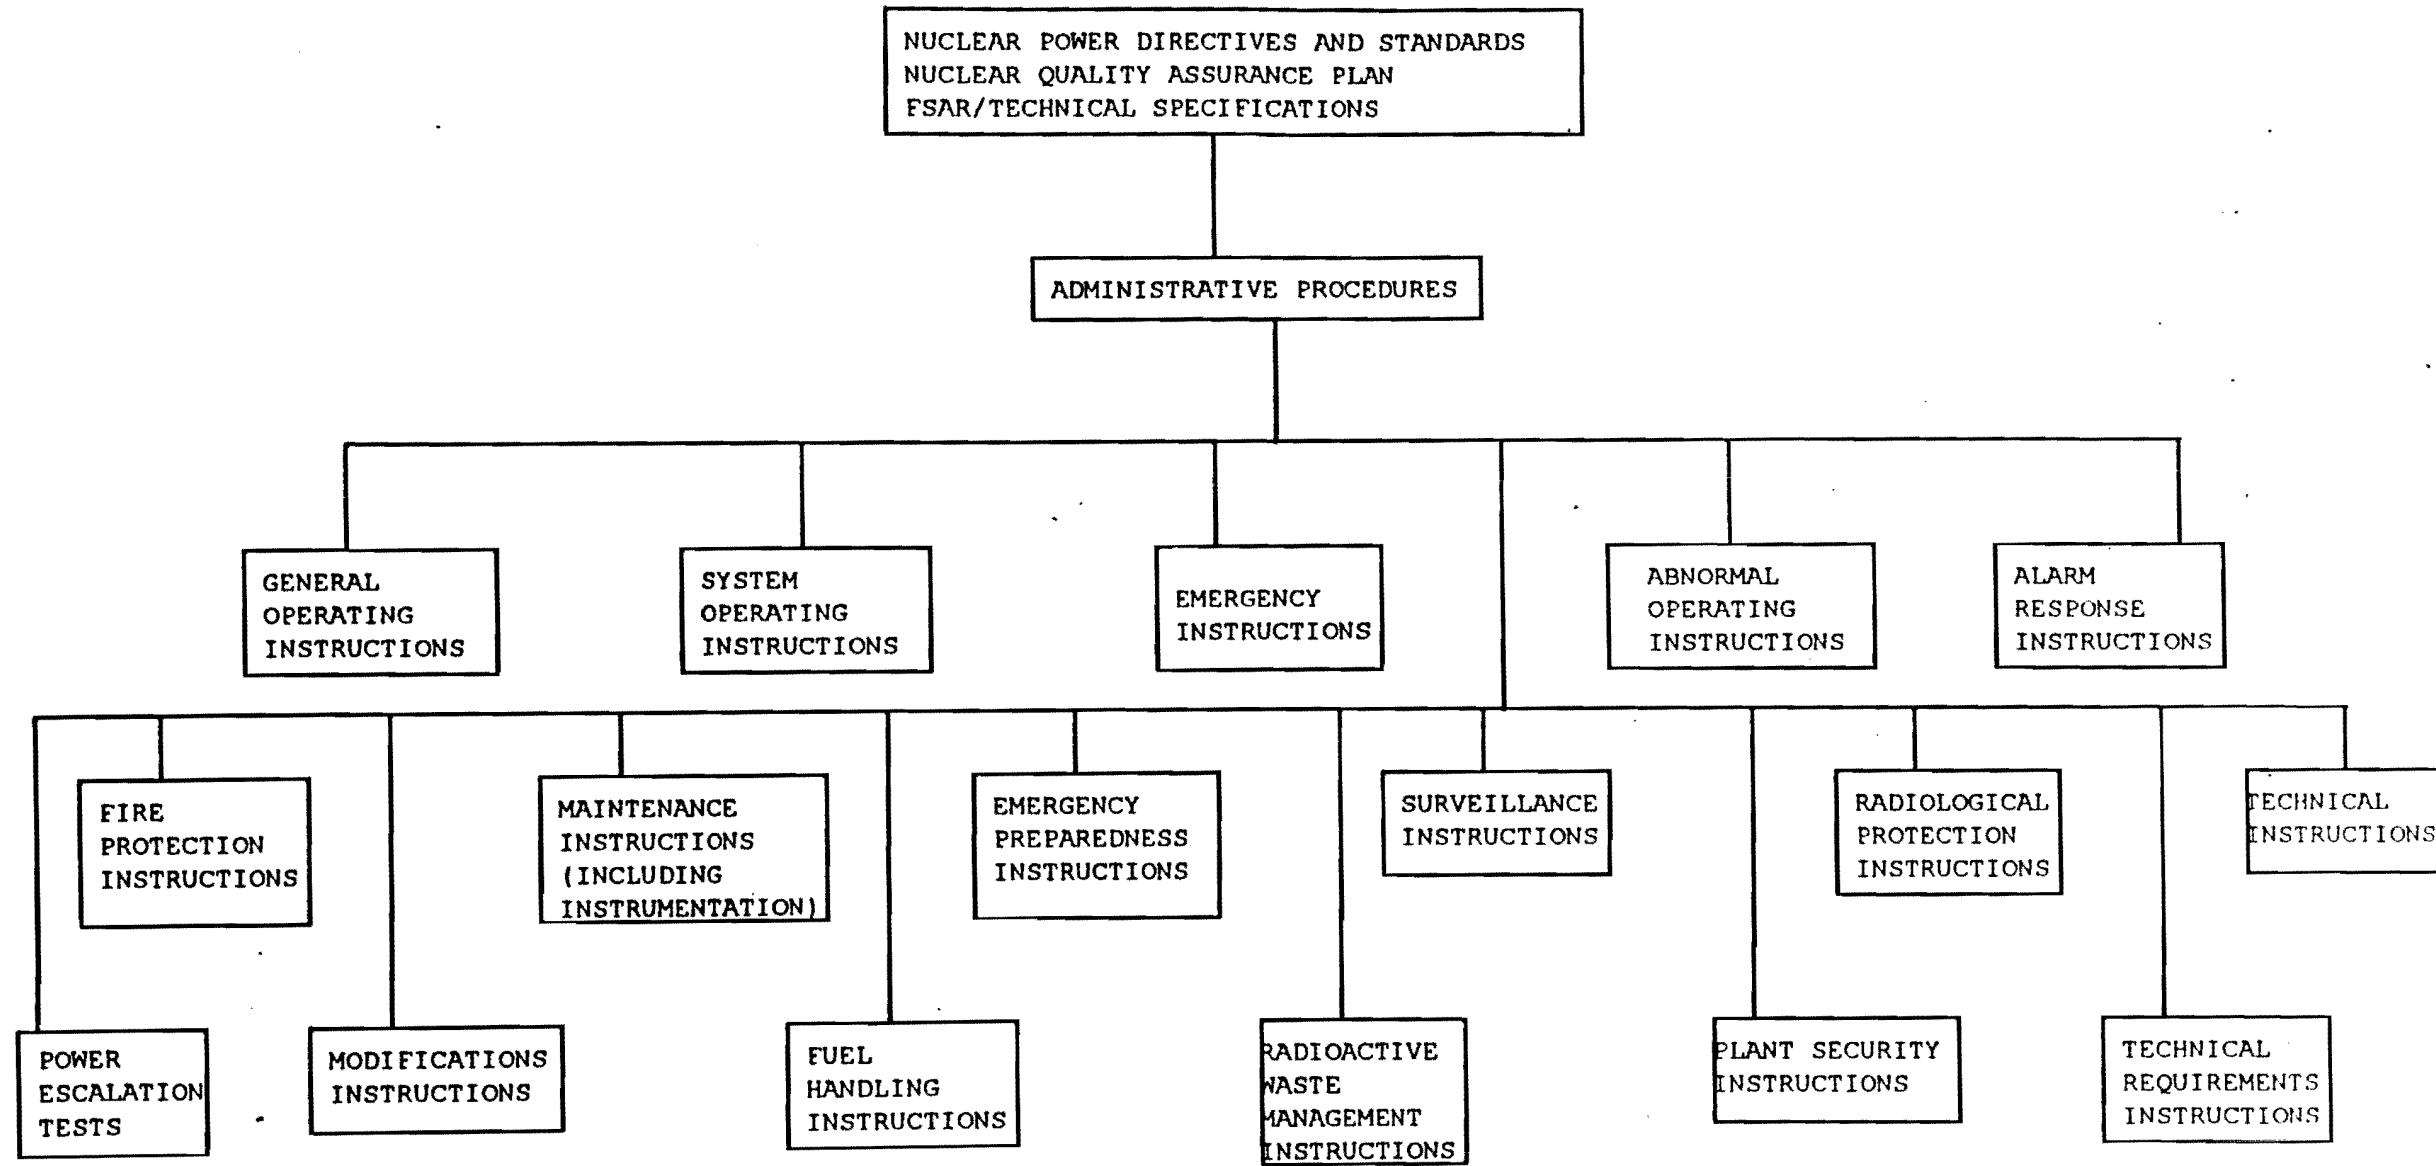 NUCLEAR POWER DIRECTIVES AND STANDARDS
NUCLEAR QUALITY ASSURANCE PLAN
FSAR/TECHNICAL SPECIFICATIONS
ADMINISTRATIVE PROCEDURES
GENERAL
OPERATING
INSTRUCTIONS
SYSTEM
OPERATING
INSTRUCTIONS
EMERGENCY
INSTRUCTIONS
ABNORMAL
OPERATING
INSTRUCTIONS
ALARM
RESPONSE
INSTRUCTIONS
FIRE
PROTECTION
INSTRUCTIONS
MAINTENANCE
INSTRUCTIONS
(INCLUDING
INSTRUMENTATION)
EMERGENCY
PREPAREDNESS
INSTRUCTIONS
SURVEILLANCE
INSTRUCTIONS
RADIOLOGICAL
PROTECTION
INSTRUCTIONS
TECHNICAL
INSTRUCTIONS
POWER
ESCALATION
TESTS
MODIFICATIONS
INSTRUCTIONS
FUEL
HANDLING
INSTRUCTIONS
RADIOACTIVE
WASTE
MANAGEMENT
INSTRUCTIONS
PLANT SECURITY
INSTRUCTIONS
TECHNICAL
REQUIREMENTS
INSTRUCTIONS